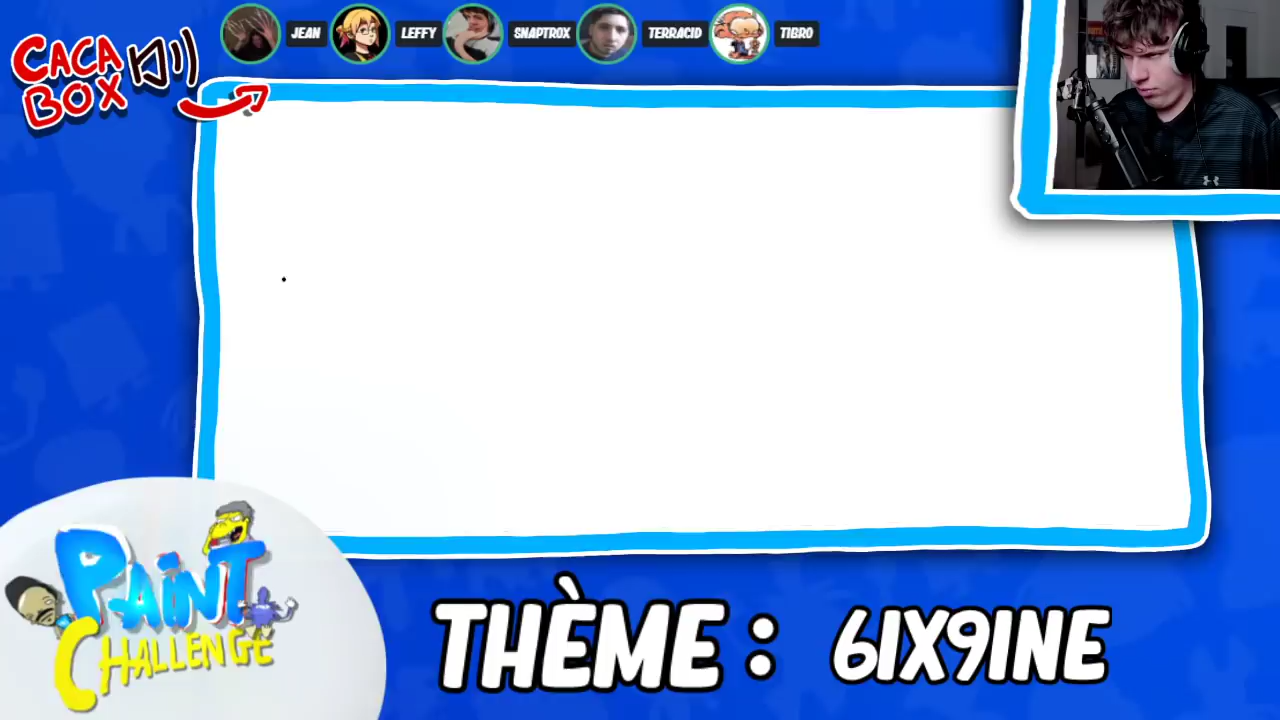 CACA BOX
JEAN LEFFY SNAPTROX TERRACID TIBRO
PAINT
CHALLENGE
THÈME : 6IX9INE